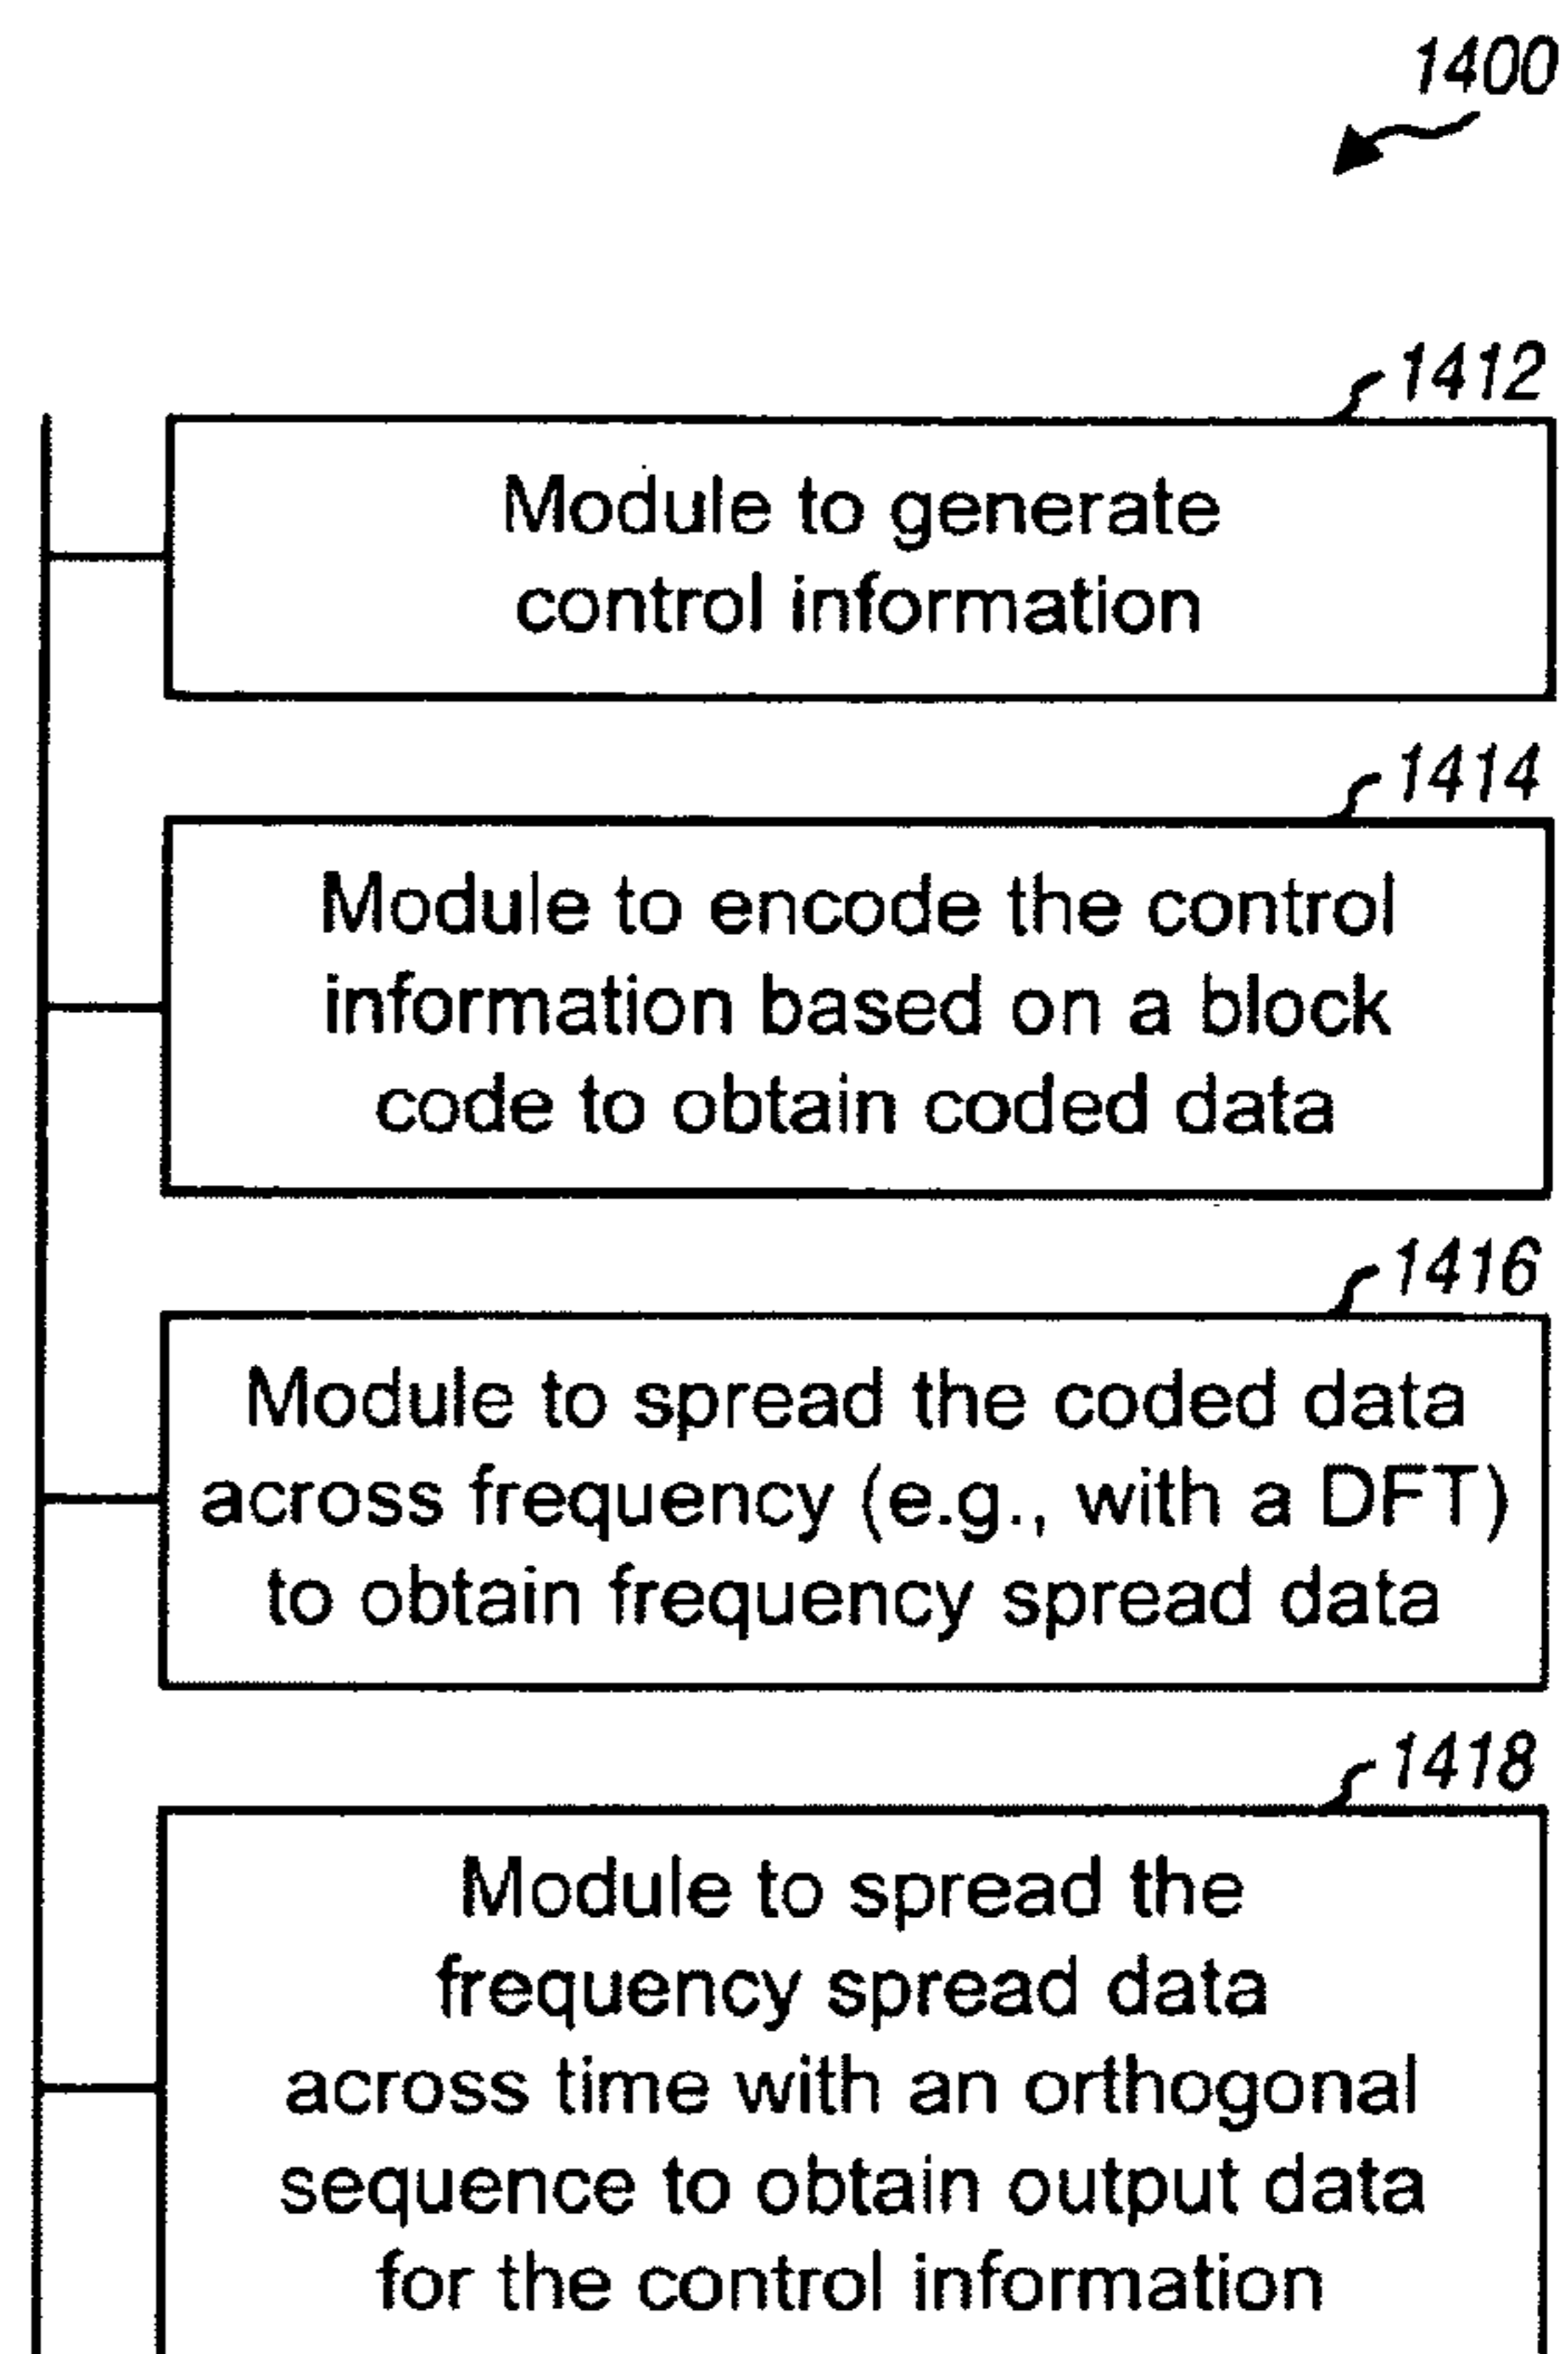 1400
1412
Module to generate
control information
1414
Module to encode the control
information based on a block
code to obtain coded data
1416
Module to spread the coded data
across frequency (e.g., with a DFT)
to obtain frequency spread data
1418
Module to spread the
frequency spread data
across time with an orthogonal
sequence to obtain output data
for the control information